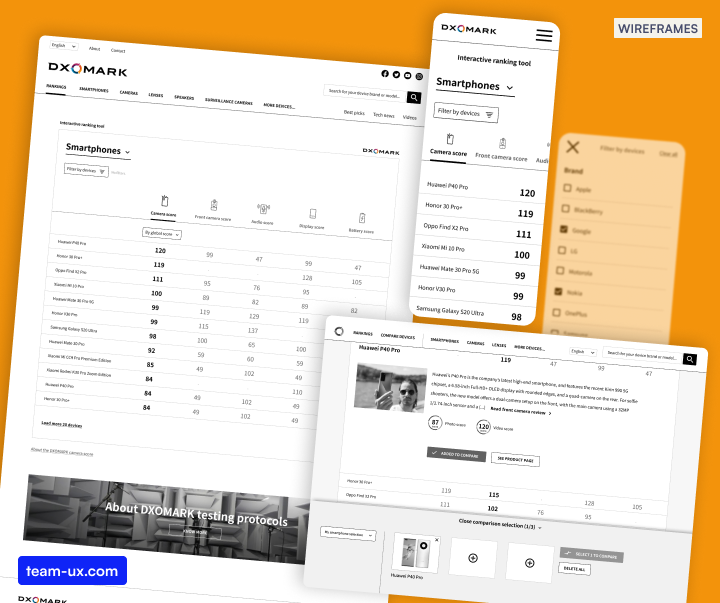 WIREFRAMES
English
About
Contact
DXOMARK
Search for your device brand or model...
RANKINGS
SMARTPHONES
CAMERAS
LENSES
SPEAKERS
SURVEILLANCE CAMERAS
MORE DEVICES...
Best picks
Tech news
Videos
Interactive ranking tool
DXOMARK
Smartphones
Filter by devices
Camera score
Front camera score
Audio score
Display score
Battery score
By global score
Huawei P40 Pro 120 99 47 99 47
Honor 30 Pro+ 119 128 105
Oppo Find X2 Pro 111 95 76 95
Xiaomi Mi 10 Pro 100 89 82 89 82
Huawei Mate 30 Pro 5G 99 119 129 119
Honor V30 Pro 99 115 137
Samsung Galaxy S20 Ultra 98 100 65 100
Huawei Mate 30 Pro 92 59 60 59
Xiaomi Mi CC9 Pro Premium Edition 85 49 102 49
Xiaomi Redmi K30 Pro Zoom Edition 84 110
Huawei P40 Pro 84 49 102 49
Honor 30 Pro+ 84 49 102 49
Load more 25 devices
About the DXOMARK camera score
About DXOMARK testing protocols
KNOW MORE
DXOMARK
team-ux.com
DXOMARK
Interactive ranking tool
Smartphones
Filter by devices
Camera score
Front camera score
Audio
Huawei P40 Pro 120
Honor 30 Pro+ 119
Oppo Find X2 Pro 111
Xiaomi Mi 10 Pro 100
Huawei Mate 30 Pro 5G 99
Honor V30 Pro 99
Samsung Galaxy S20 Ultra 98
Filter by devices
Clear all
Brand
Apple
BlackBerry
Google
LG
Motorola
Nokia
OnePlus
Samsung
RANKINGS
COMPARE DEVICES
SMARTPHONES
CAMERAS
LENSES
MORE DEVICES...
English
Search for your device brand or model...
Huawei P40 Pro
119 47 99 47
Huawei's P40 Pro is the company's latest high-end smartphone, and features the recent Kirin 990 5G
chipset, a 6.58-inch Full-HD+ OLED display with rounded edges, and a quad-camera on the rear. For selfie
shooters, the new model offers a dual camera setup on the front, with the main camera using a 32MP
1/2.74-inch sensor and a (...) Read front camera review
87 Photo score
120 Video score
ADDED TO COMPARE
SEE PRODUCT PAGE
Honor 30 Pro+ 119 115 128 105
Oppo Find X2 Pro 111 102 76 95
Close comparison selection (1/3)
My smartphone selection
Huawei P40 Pro
SELECT 1 TO COMPARE
DELETE ALL